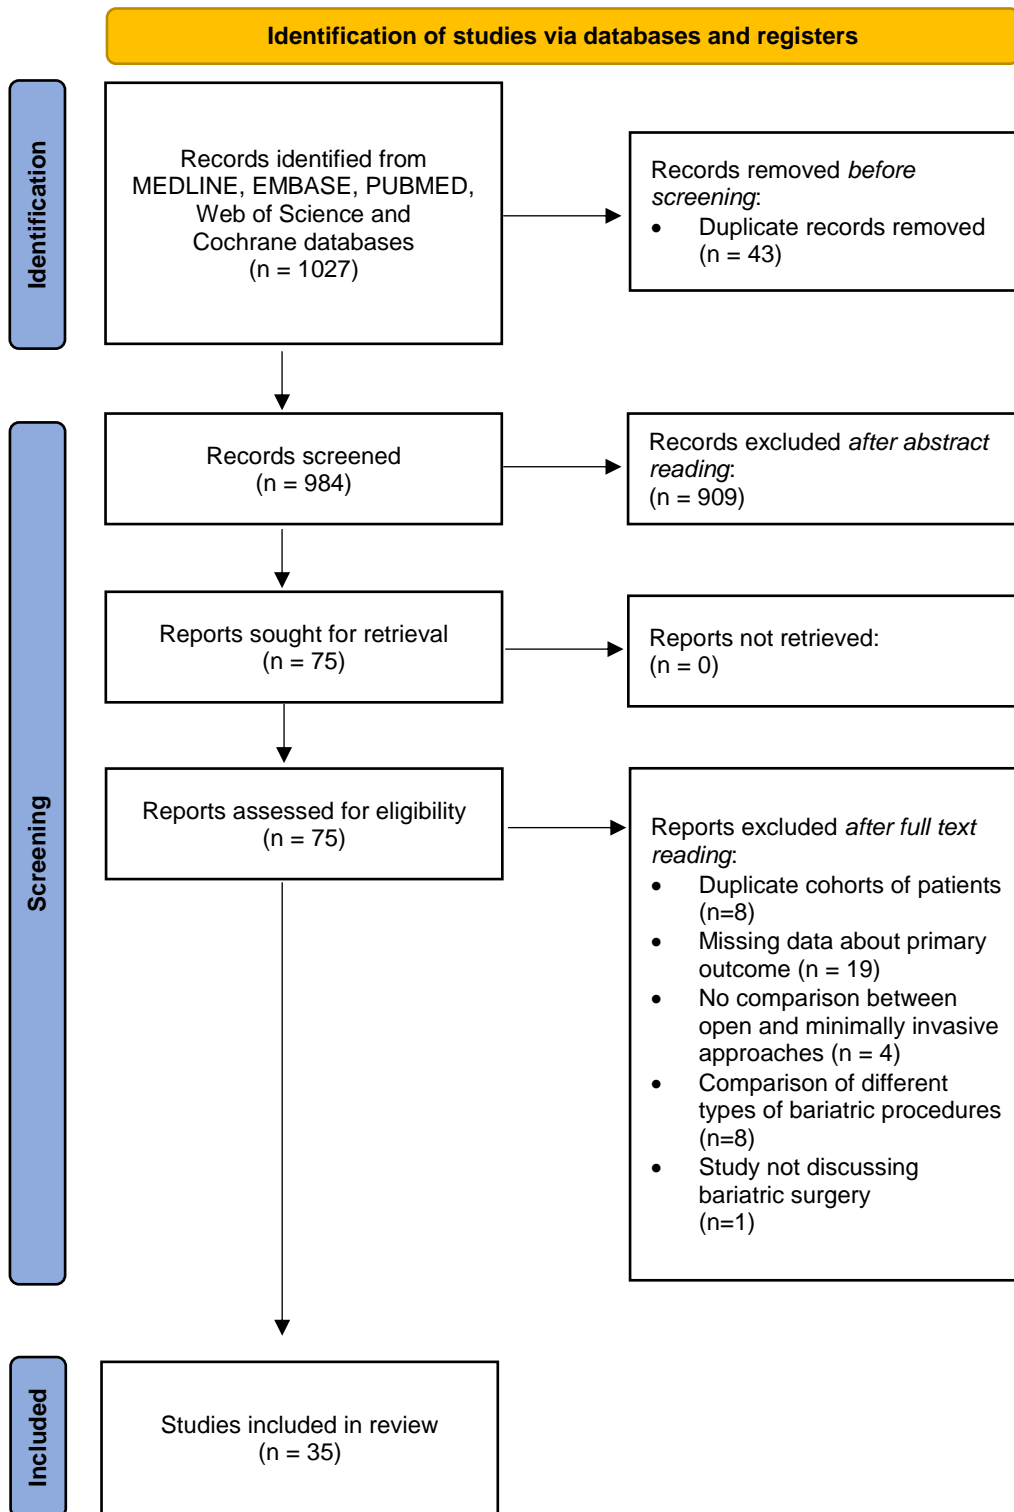 Identification of studies via databases and registers
Identification
Records identified from
MEDLINE, EMBASE, PUBMED,
Web of Science and
Cochrane databases
(n = 1027)
Records removed before
screening:
• Duplicate records removed
(n = 43)
Screening
Records screened
(n = 984)
Records excluded after abstract
reading:
(n = 909)
Reports sought for retrieval
(n = 75)
Reports not retrieved:
(n = 0)
Reports assessed for eligibility
(n = 75)
Reports excluded after full text
reading:
• Duplicate cohorts of patients
(n=8)
• Missing data about primary
outcome (n = 19)
• No comparison between
open and minimally invasive
approaches (n = 4)
• Comparison of different
types of bariatric procedures
(n=8)
• Study not discussing
bariatric surgery
(n=1)
Included
Studies included in review
(n = 35)